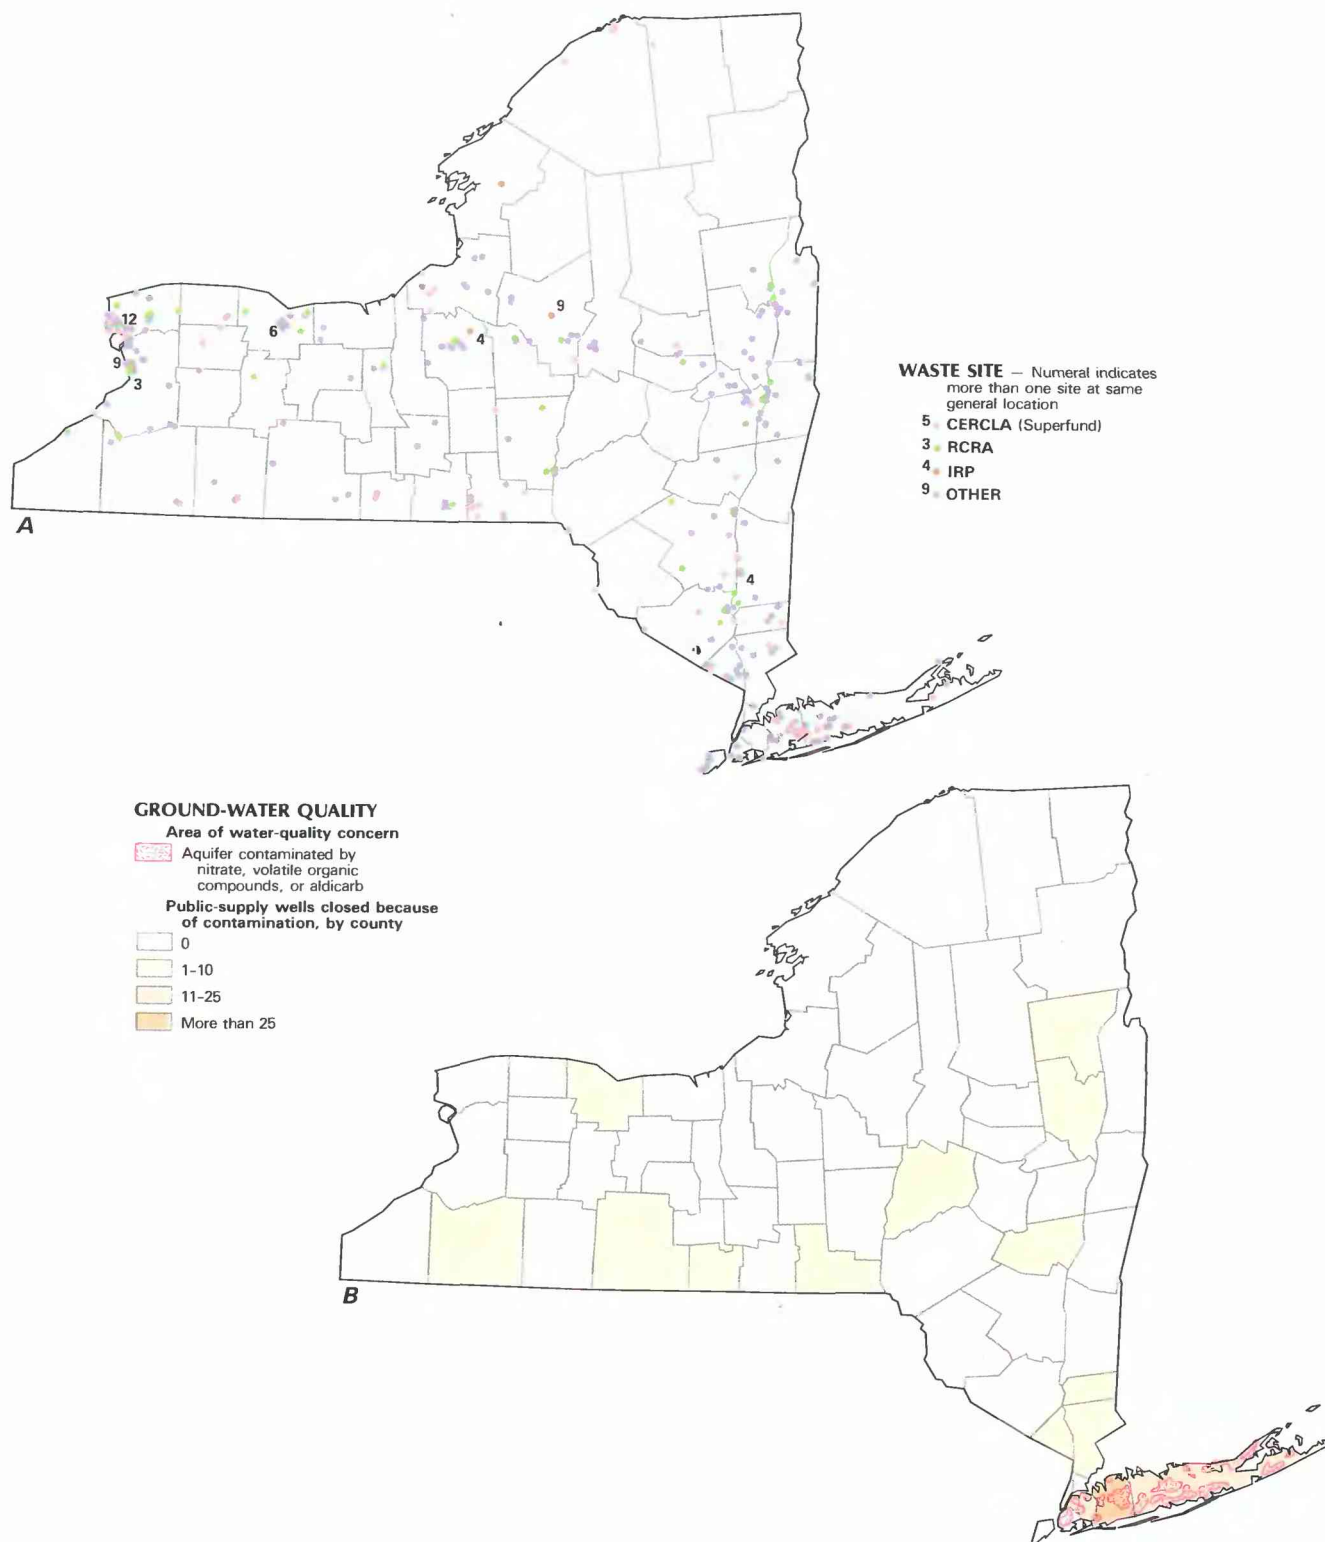 12
9
3
6
4
9
4
5
A
WASTE SITE — Numeral indicates
more than one site at same
general location
5 CERCLA (Superfund)
3 RCRA
4 IRP
9 OTHER
GROUND-WATER QUALITY
Area of water-quality concern
Aquifer contaminated by
nitrate, volatile organic
compounds, or aldicarb
Public-supply wells closed because
of contamination, by county
0
1-10
11-25
More than 25
B